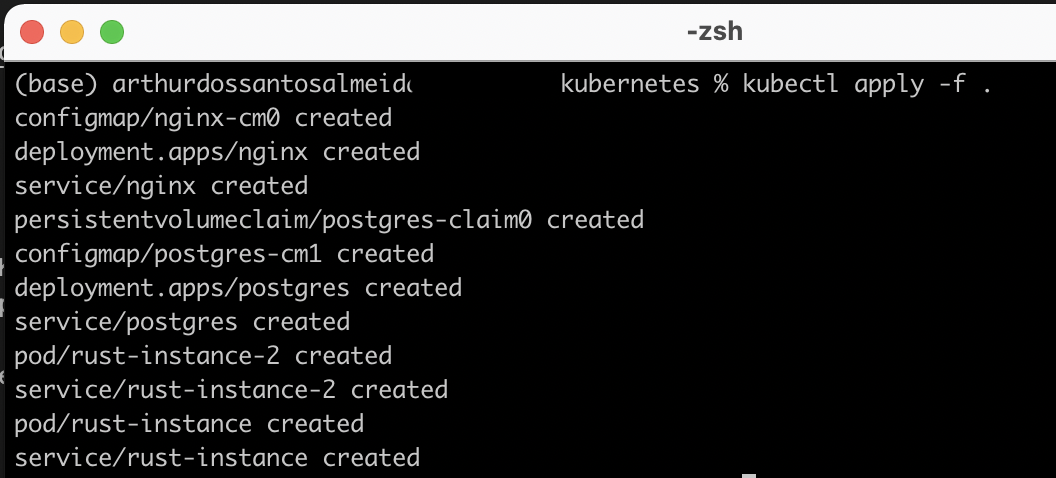 -zsh
(base) arthurdossantosalmeid kubernetes % kubectl apply -f .
configmap/nginx-cm0 created
deployment.apps/nginx created
service/nginx created
persistentvolumeclaim/postgres-claim0 created
configmap/postgres-cm1 created
deployment.apps/postgres created
service/postgres created
pod/rust-instance-2 created
service/rust-instance-2 created
pod/rust-instance created
service/rust-instance created